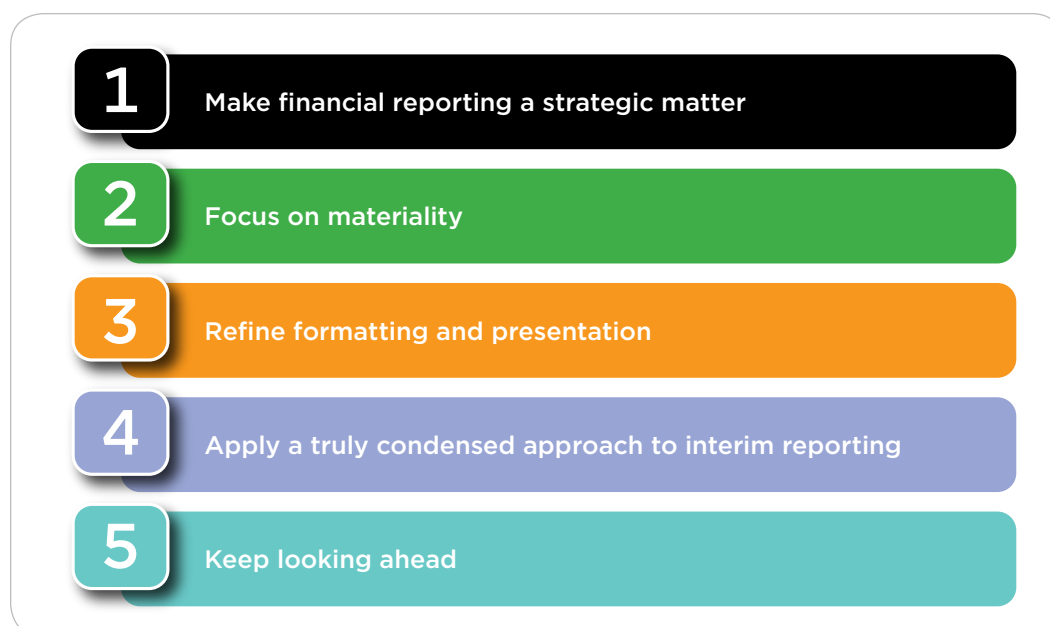 1
Make financial reporting a strategic matter
2
Focus on materiality
3
Refine formatting and presentation
4
Apply a truly condensed approach to interim reporting
5
Keep looking ahead